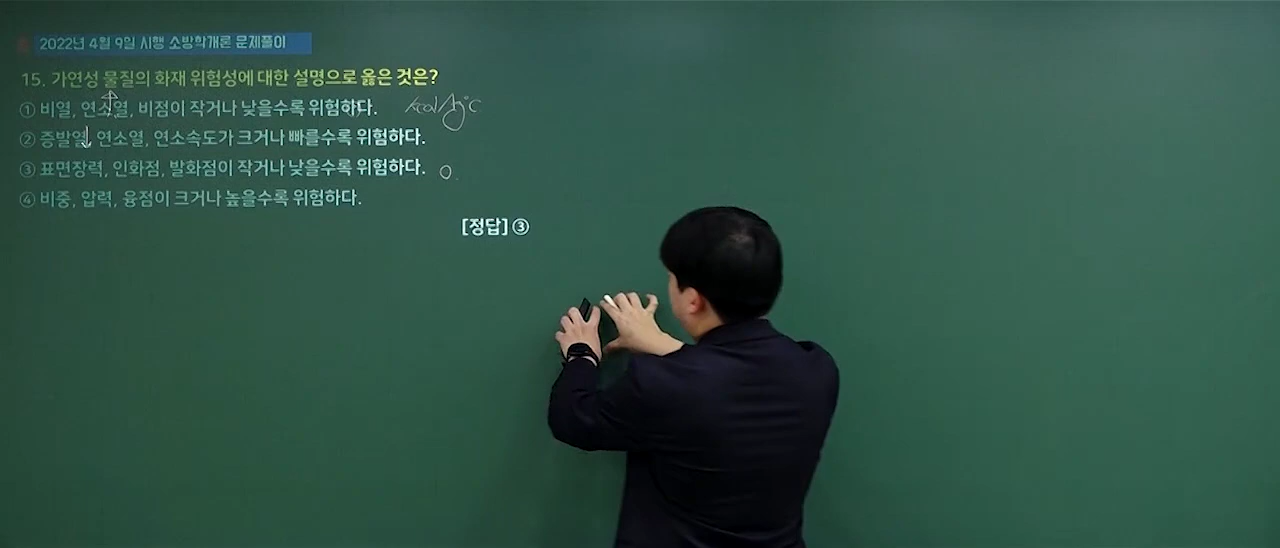 2022년 4월 9일 시행 소방학개론 문제풀이
15. 가연성 물질의 화재 위험성에 대한 설명으로 옳은 것은?
① 비열, 연소열, 비점이 작거나 낮을수록 위험하다. kcal/kg℃
② 증발열, 연소열, 연소속도가 크거나 빠를수록 위험하다.
③ 표면장력, 인화점, 발화점이 작거나 낮을수록 위험하다.
④ 비중, 압력, 융점이 크거나 높을수록 위험하다.
[정답] ③